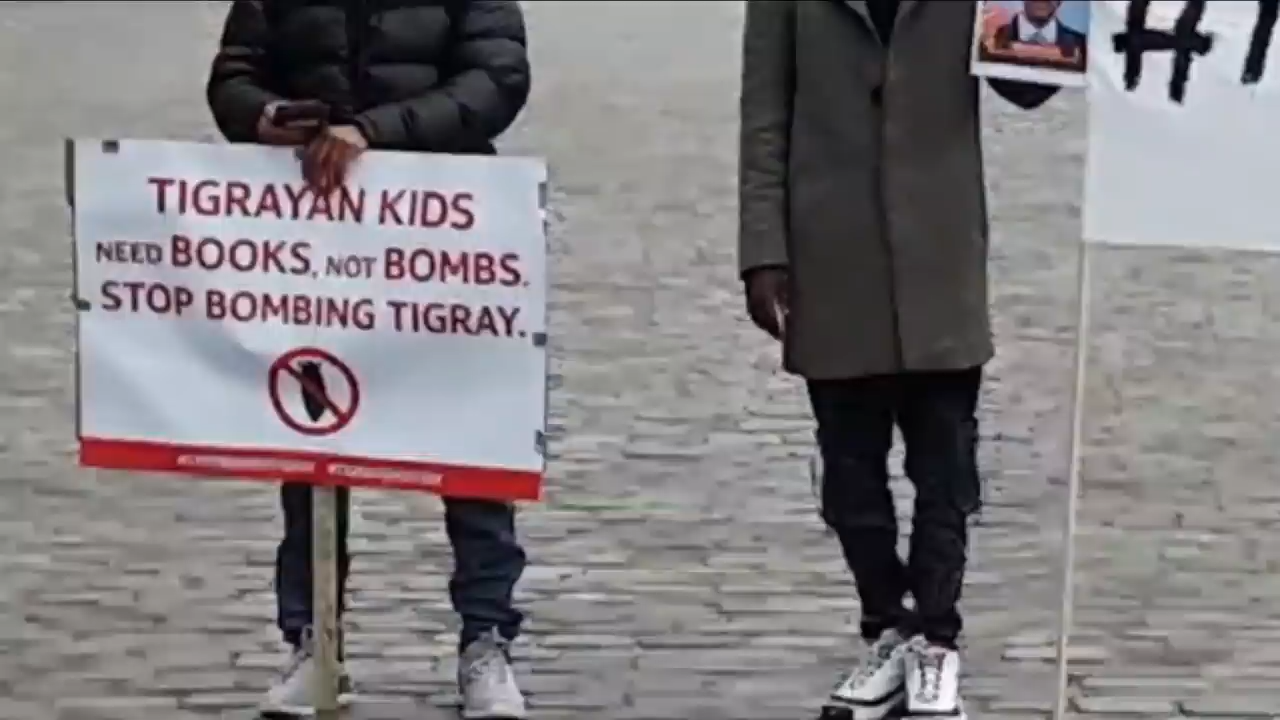 TIGRAYAN KIDS
NEED BOOKS, NOT BOMBS.
STOP BOMBING TIGRAY.
#